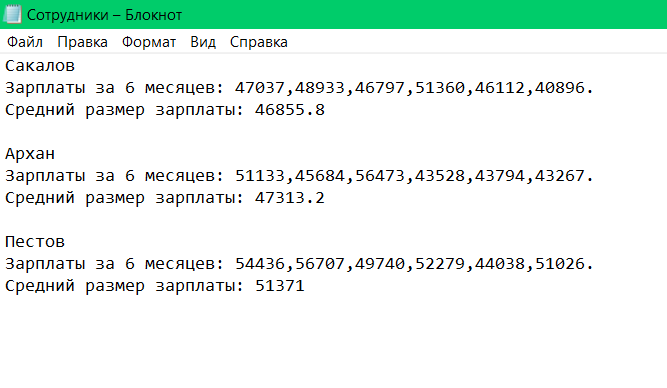 Сотрудники – Блокнот
Файл Правка Формат Вид Справка
Сакалов
Зарплаты за 6 месяцев: 47037,48933,46797,51360,46112,40896.
Средний размер зарплаты: 46855.8
Архан
Зарплаты за 6 месяцев: 51133,45684,56473,43528,43794,43267.
Средний размер зарплаты: 47313.2
Пестов
Зарплаты за 6 месяцев: 54436,56707,49740,52279,44038,51026.
Средний размер зарплаты: 51371